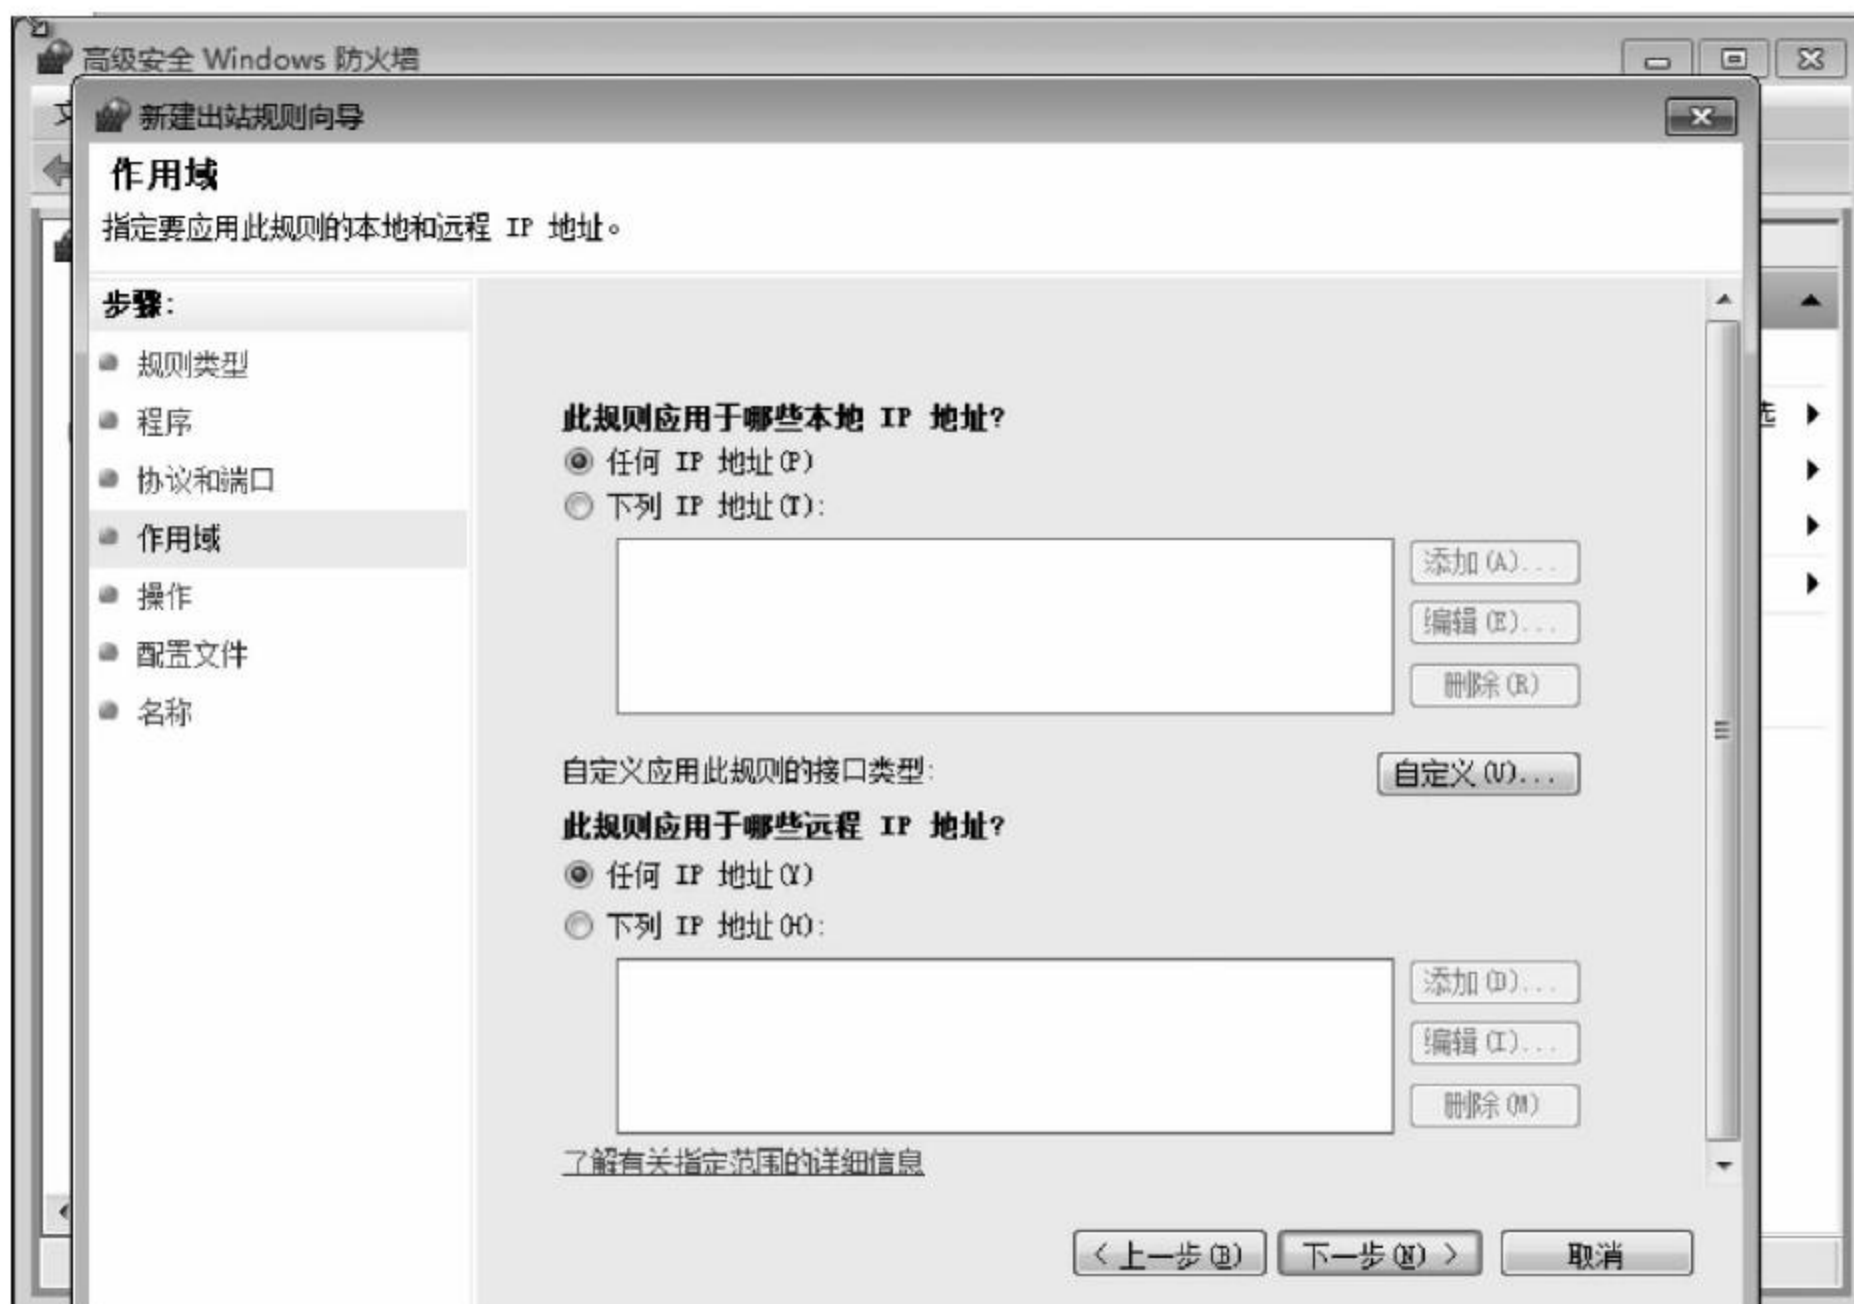 高级安全 Windows 防火墙
新建出站规则向导
作用域
指定要应用此规则的本地和远程 IP 地址。
步骤:
规则类型
程序
协议和端口
作用域
操作
配置文件
名称
此规则应用于哪些本地 IP 地址?
任何 IP 地址(P)
下列 IP 地址(T):
添加(A)...
编辑(E)...
删除(R)
自定义应用此规则的接口类型:
自定义(U)...
此规则应用于哪些远程 IP 地址?
任何 IP 地址(Y)
下列 IP 地址(H):
添加(D)...
编辑(I)...
删除(M)
了解有关指定范围的详细信息
< 上一步(B)
下一步(N) >
取消